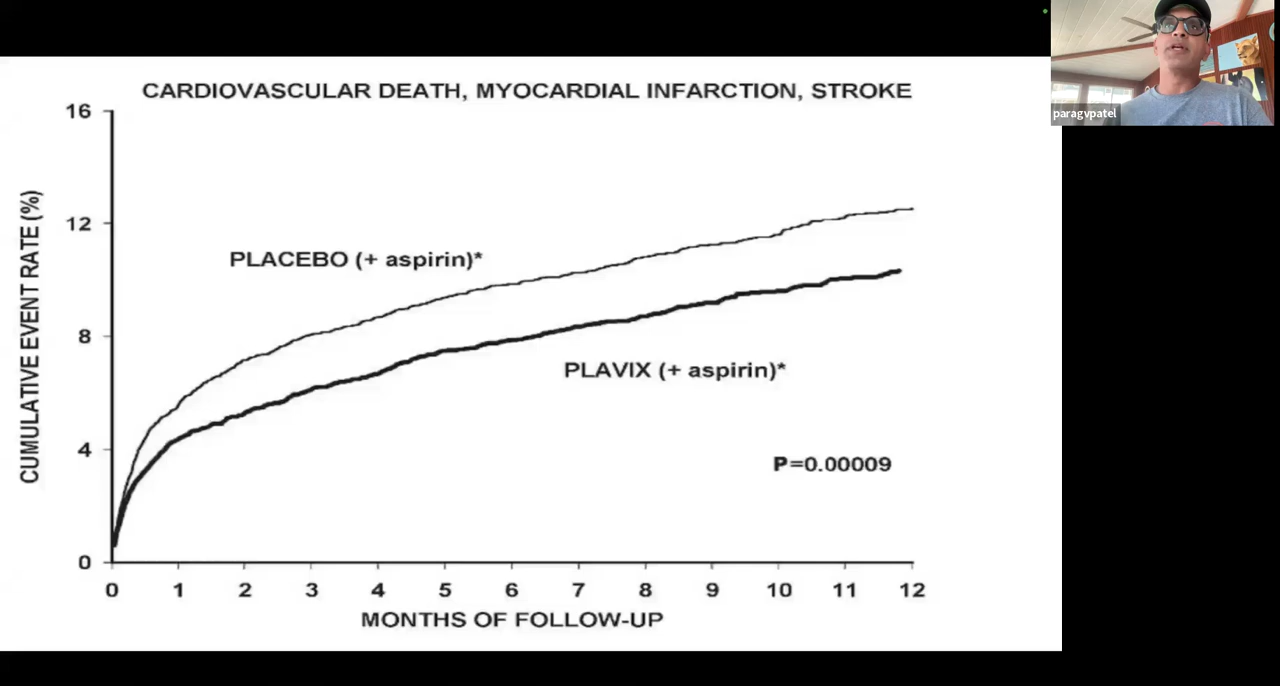 paragvpatel
CARDIOVASCULAR DEATH, MYOCARDIAL INFARCTION, STROKE
CUMULATIVE EVENT RATE (%)
16
12
8
4
0
PLACEBO (+ aspirin)*
PLAVIX (+ aspirin)*
P=0.00009
0 1 2 3 4 5 6 7 8 9 10 11 12
MONTHS OF FOLLOW-UP